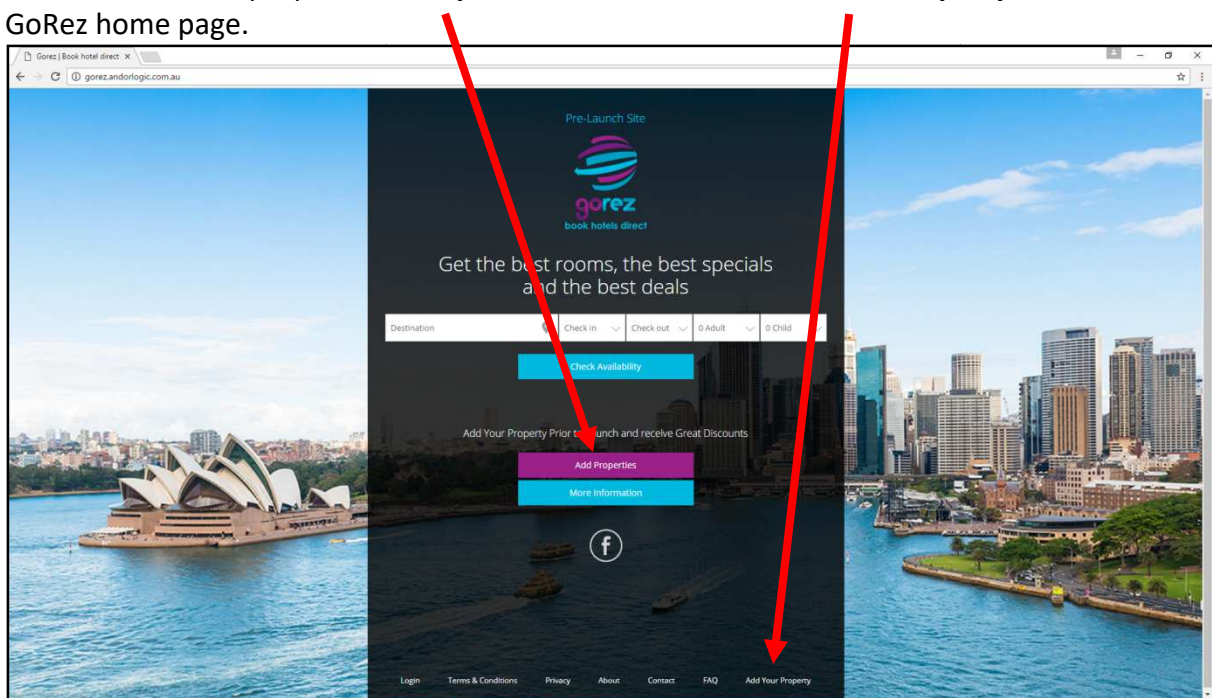 GoRez home page.
Gorez | Book hotel direct
gorez.andorlogic.com.au
Pre-Launch Site
gorez
book hotels direct
Get the best rooms, the best specials
and the best deals
Destination Check in Check out 0 Adult 0 Child
Check Availability
Add Your Property Prior to Launch and receive Great Discounts
Add Properties
More Information
f
Login Terms & Conditions Privacy About Contact FAQ Add Your Property